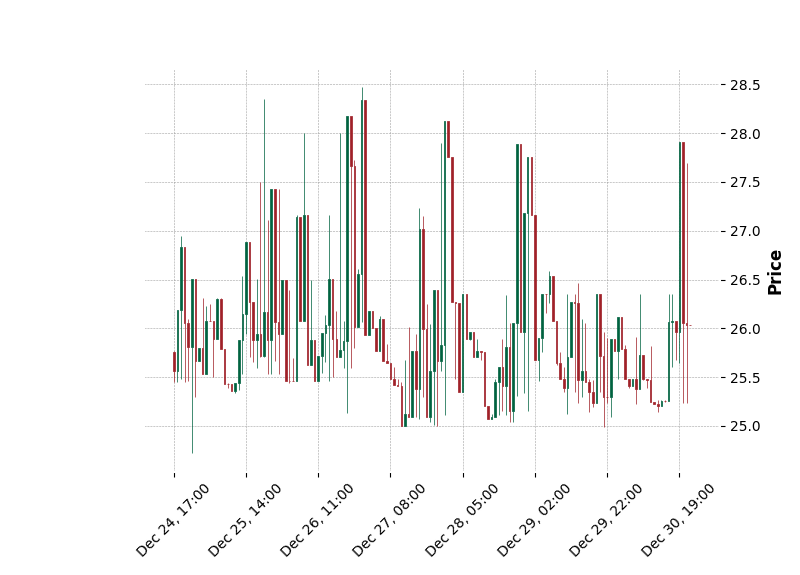 28.5
28.0
27.5
27.0
26.5
26.0
25.5
25.0
Price
Dec 24, 17:00
Dec 25, 14:00
Dec 26, 11:00
Dec 27, 08:00
Dec 28, 05:00
Dec 29, 02:00
Dec 29, 22:00
Dec 30, 19:00